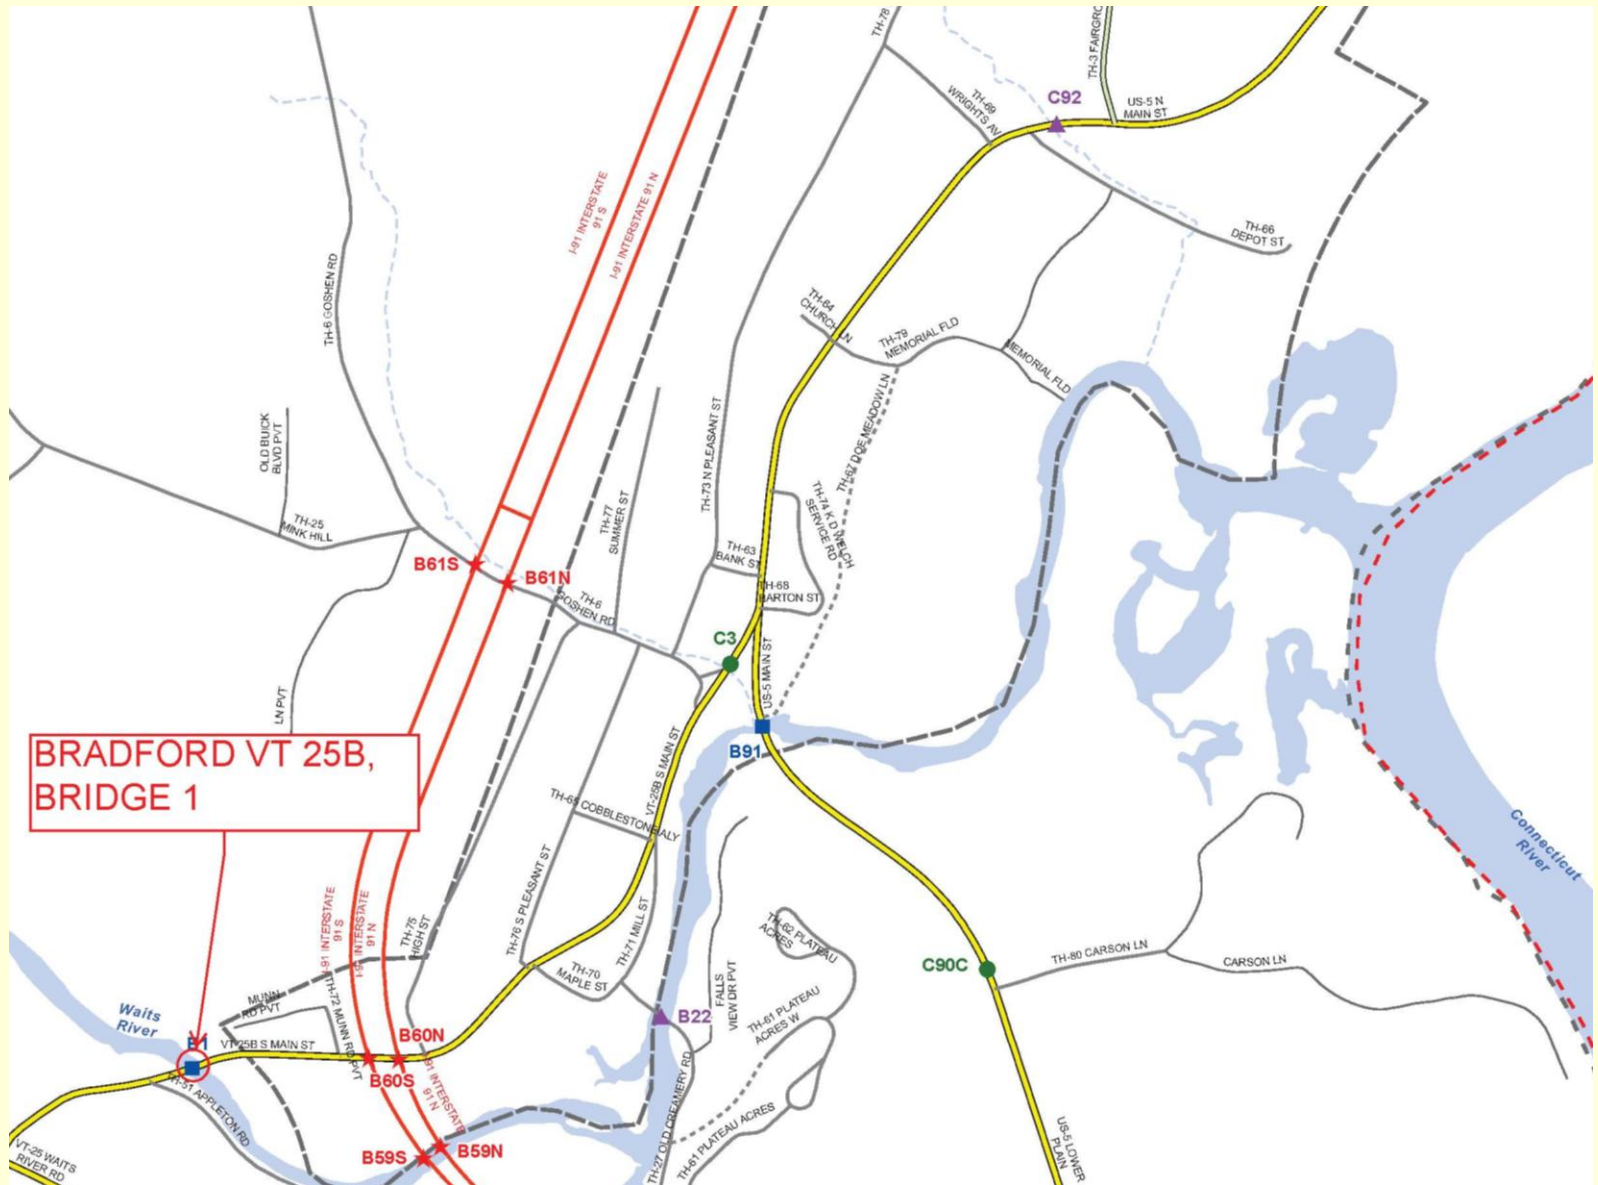 TH-78
TH-3 FAIRGRC
C92
US-5 N
MAIN ST
TH-69
WRIGHTS AV
I-91 INTERSTATE
91 S
I-91 INTERSTATE 91 N
TH-66
DEPOT ST
TH-6 GOSHEN RD
TH-64
CHURCH LN
TH-79
MEMORIAL FLD
MEMORIAL FLD
OLD BUICK
BLVD PVT
TH-73 N PLEASANT ST
TH-67 DOE MEADOW LN
TH-25
MINK HILL
TH-77
SUMMER ST
TH-74 K D WELCH
SERVICE RD
B61S
B61N
TH-63
BANK ST
TH-68
BARTON ST
TH-6
GOSHEN RD
C3
US-5 MAIN ST
LN PVT
B91
BRADFORD VT 25B,
BRIDGE 1
VT-25B S MAIN ST
TH-65 COBBLESTONE ALY
Connecticut
River
TH-76 S PLEASANT ST
I-91 INTERSTATE
91 S
I-91 INTERSTATE
91 N
TH-75
HIGH ST
TH-71 MILL ST
TH-62 PLATEAU
ACRES
TH-80 CARSON LN
CARSON LN
C90C
TH-70
MAPLE ST
FALLS
VIEW DR PVT
Waits
River
MUNN
RD PVT
TH-72 MUNN RD PVT
B22
TH-61 PLATEAU
ACRES W
B1
VT-25B S MAIN ST
B60N
B60S
I-91 INTERSTATE
91 N
TH-51 APPLETON RD
TH-27 OLD CREAMERY RD
TH-61 PLATEAU ACRES
B59S
B59N
VT-25 WAITS
RIVER RD
US-5 LOWER
PLAIN